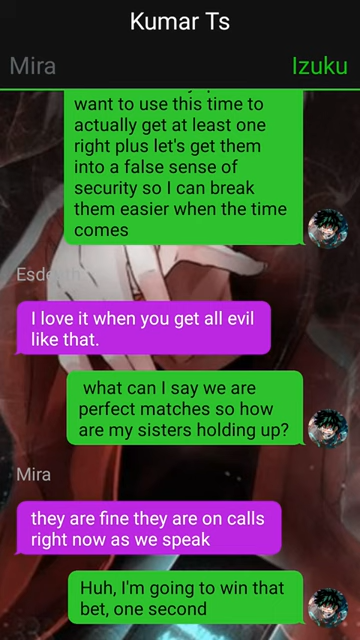 Kumar Ts
Mira
Izuku
want to use this time to
actually get at least one
right plus let's get them
into a false sense of
security so I can break
them easier when the time
comes
I love it when you get all evil
like that.
what can I say we are
perfect matches so how
are my sisters holding up?
Mira
they are fine they are on calls
right now as we speak
Huh, I'm going to win that
bet, one second